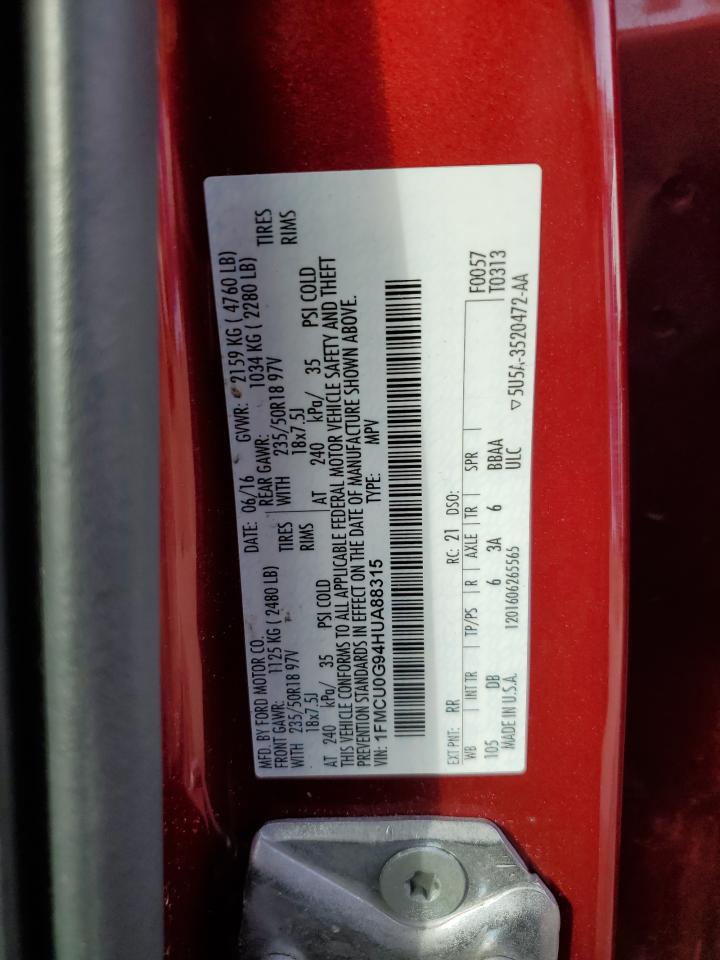 MFD. BY FORD MOTOR CO.
DATE: 06/16 GVWR: 2159 KG ( 4760 LB)
FRONT GAWR: 1125 KG ( 2480 LB) REAR GAWR: 1034 KG ( 2280 LB)
WITH 235/50R18 97V TIRES WITH 235/50R18 97V TIRES
18x7.5J RIMS 18x7.5J RIMS
AT 240 kPa/ 35 PSI COLD AT 240 kPa/ 35 PSI COLD
THIS VEHICLE CONFORMS TO ALL APPLICABLE FEDERAL MOTOR VEHICLE SAFETY AND THEFT
PREVENTION STANDARDS IN EFFECT ON THE DATE OF MANUFACTURE SHOWN ABOVE.
VIN: 1FMCU0G94HUA88315 TYPE: MPV
EXT PNT: RR RC: 21 DSO: F0057
WB INT TR TP/PS R AXLE TR SPR T0313
105 DB 6 3A 6 BBAA
MADE IN U.S.A. 1201606265565 ULC ▽5U5A-3520472-AA